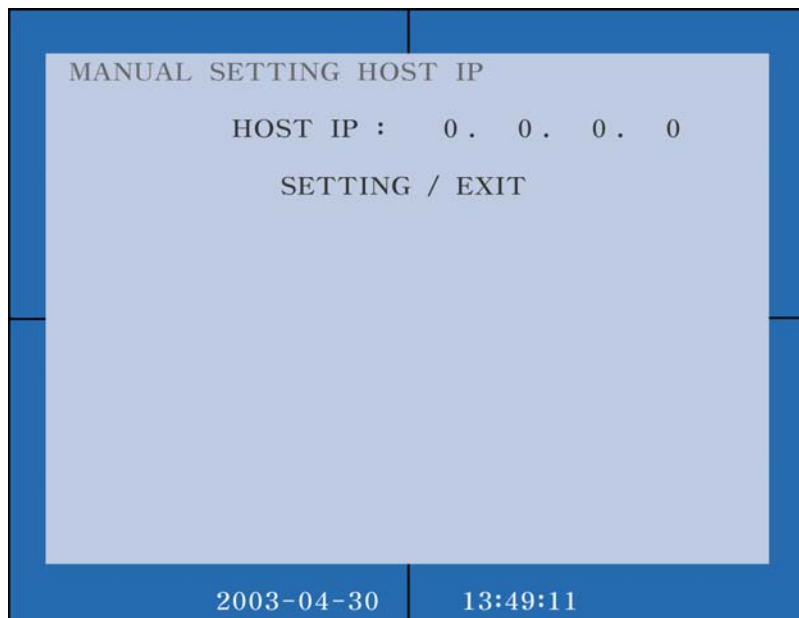 MANUAL SETTING HOST IP
HOST IP : 0. 0. 0. 0
SETTING / EXIT
2003-04-30 13:49:11